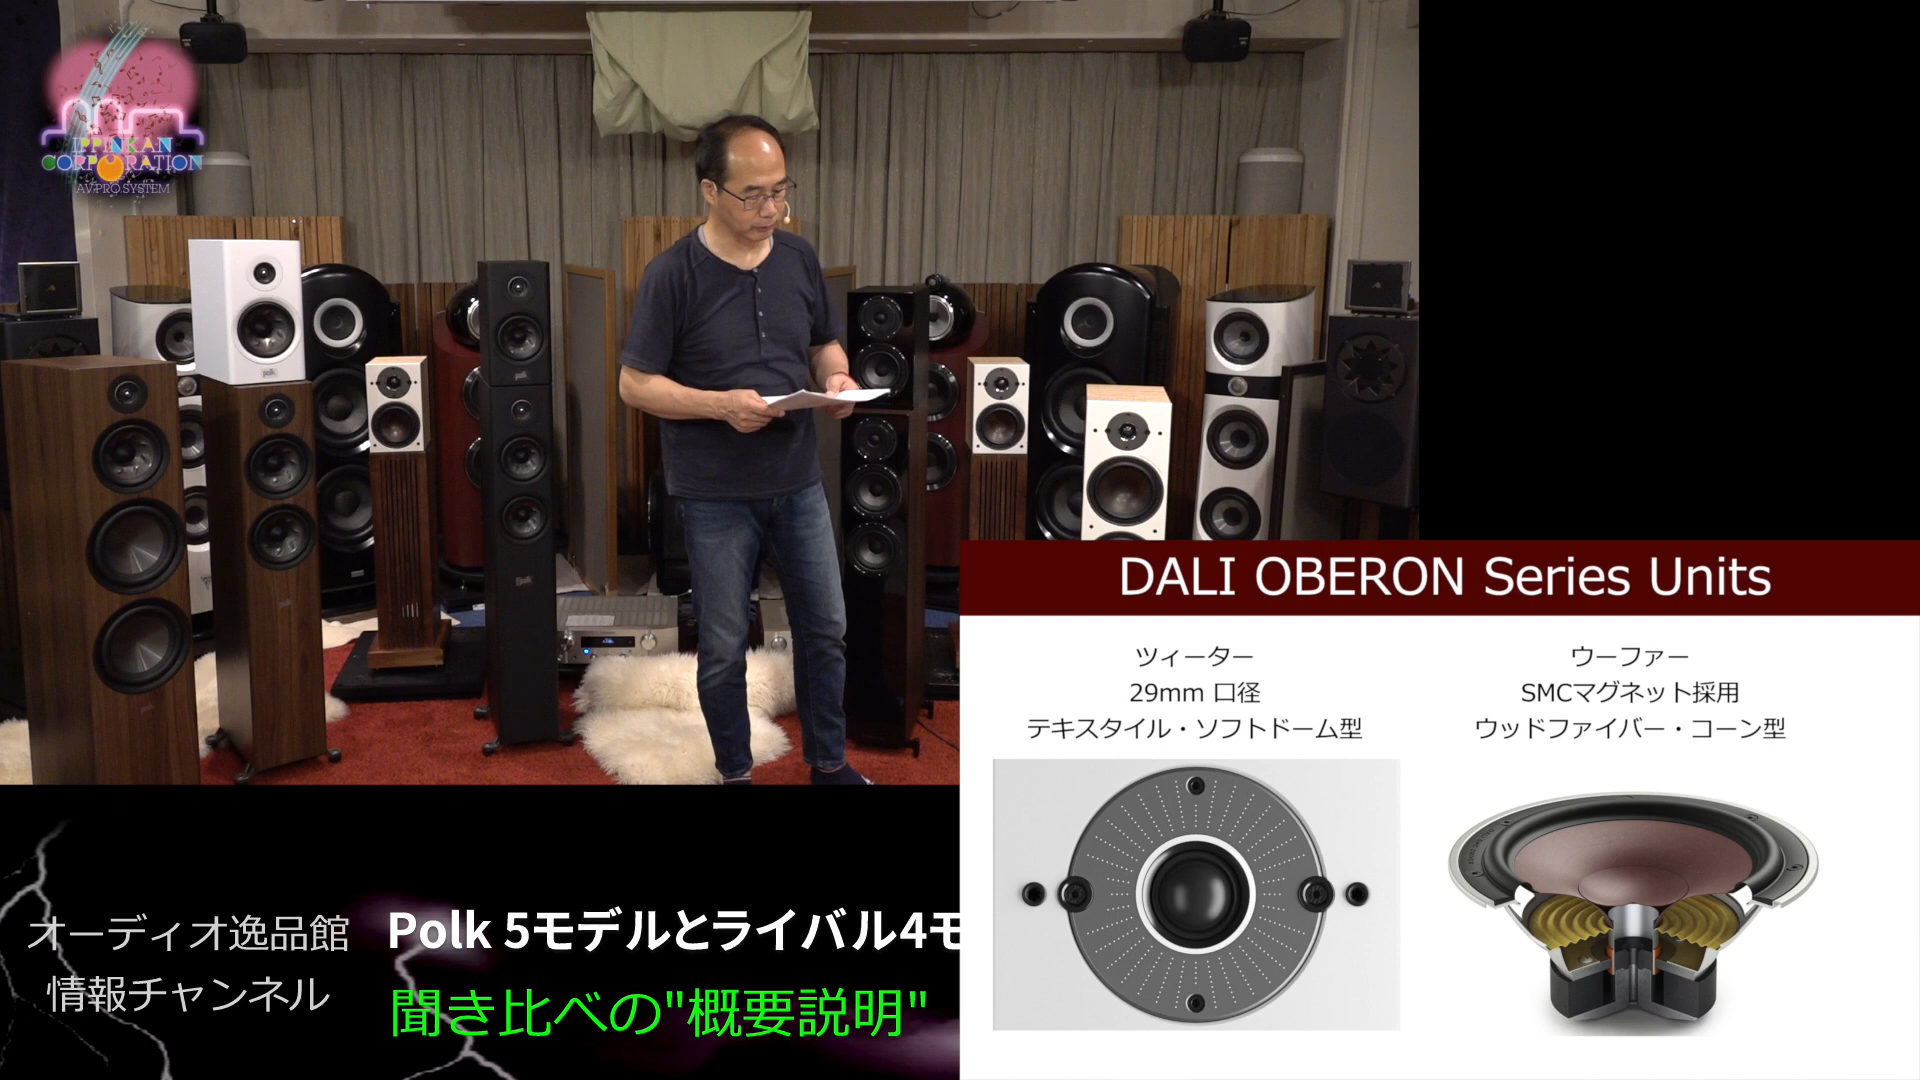 IPPINKAN
CORPORATION
AV-PRO.SYSTEM
polk
polk
DALI OBERON Series Units
ツィーター
29mm 口径
テキスタイル・ソフトドーム型
ウーファー
SMCマグネット採用
ウッドファイバー・コーン型
オーディオ逸品館
情報チャンネル
Polk 5モデルとライバル4モ
聞き比べの"概要説明"